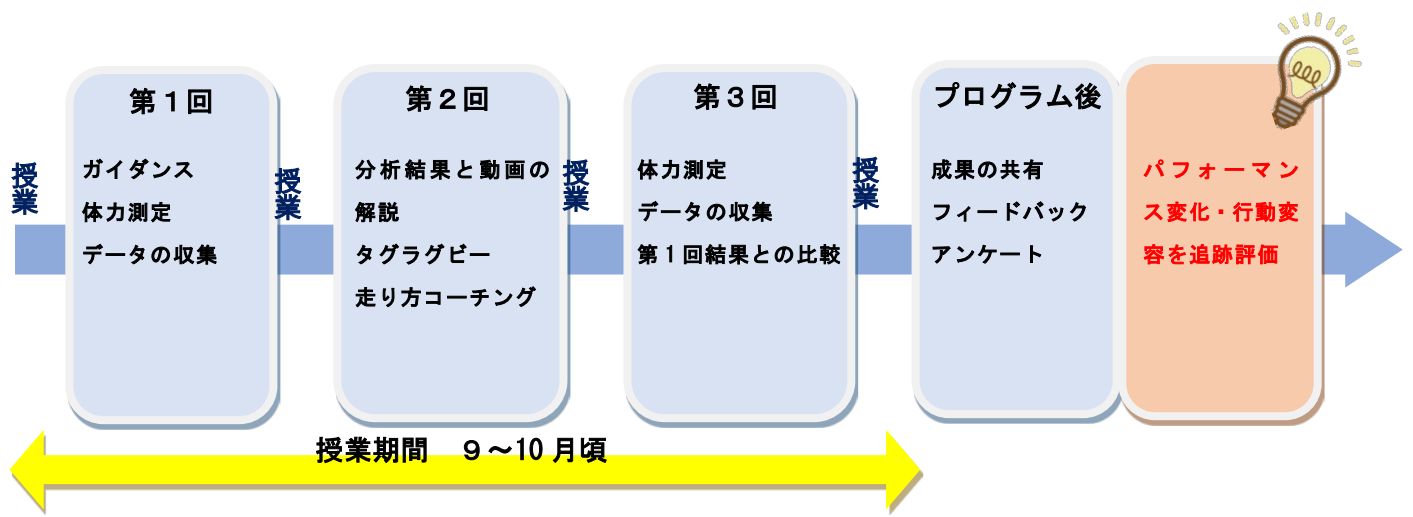 授業
第１回
ガイダンス
体力測定
データの収集
授業
第２回
分析結果と動画の
解説
タグラグビー
走り方コーチング
授業
第３回
体力測定
データの収集
第１回結果との比較
授業
プログラム後
成果の共有
フィードバック
アンケート
パフォーマン
ス変化・行動変
容を追跡評価
授業期間　９～10 月頃